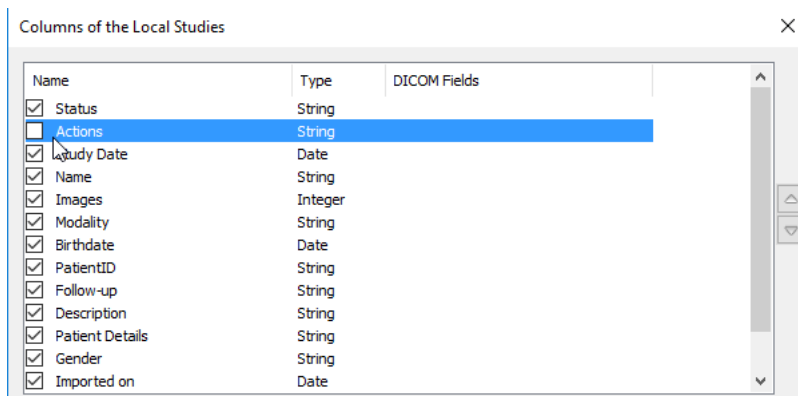 Columns of the Local Studies
Name Type DICOM Fields
Status String
Actions String
Study Date Date
Name String
Images Integer
Modality String
Birthdate Date
PatientID String
Follow-up String
Description String
Patient Details String
Gender String
Imported on Date